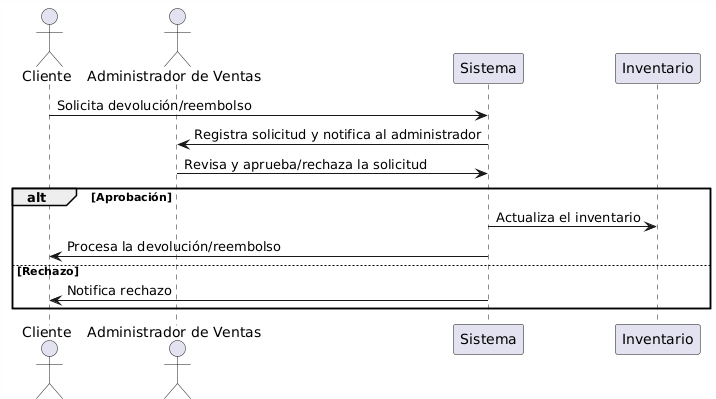 Cliente
Administrador de Ventas
Sistema
Inventario
Solicita devolución/reembolso
Registra solicitud y notifica al administrador
Revisa y aprueba/rechaza la solicitud
alt
[Aprobación]
Actualiza el inventario
Procesa la devolución/reembolso
[Rechazo]
Notifica rechazo
Cliente
Administrador de Ventas
Sistema
Inventario